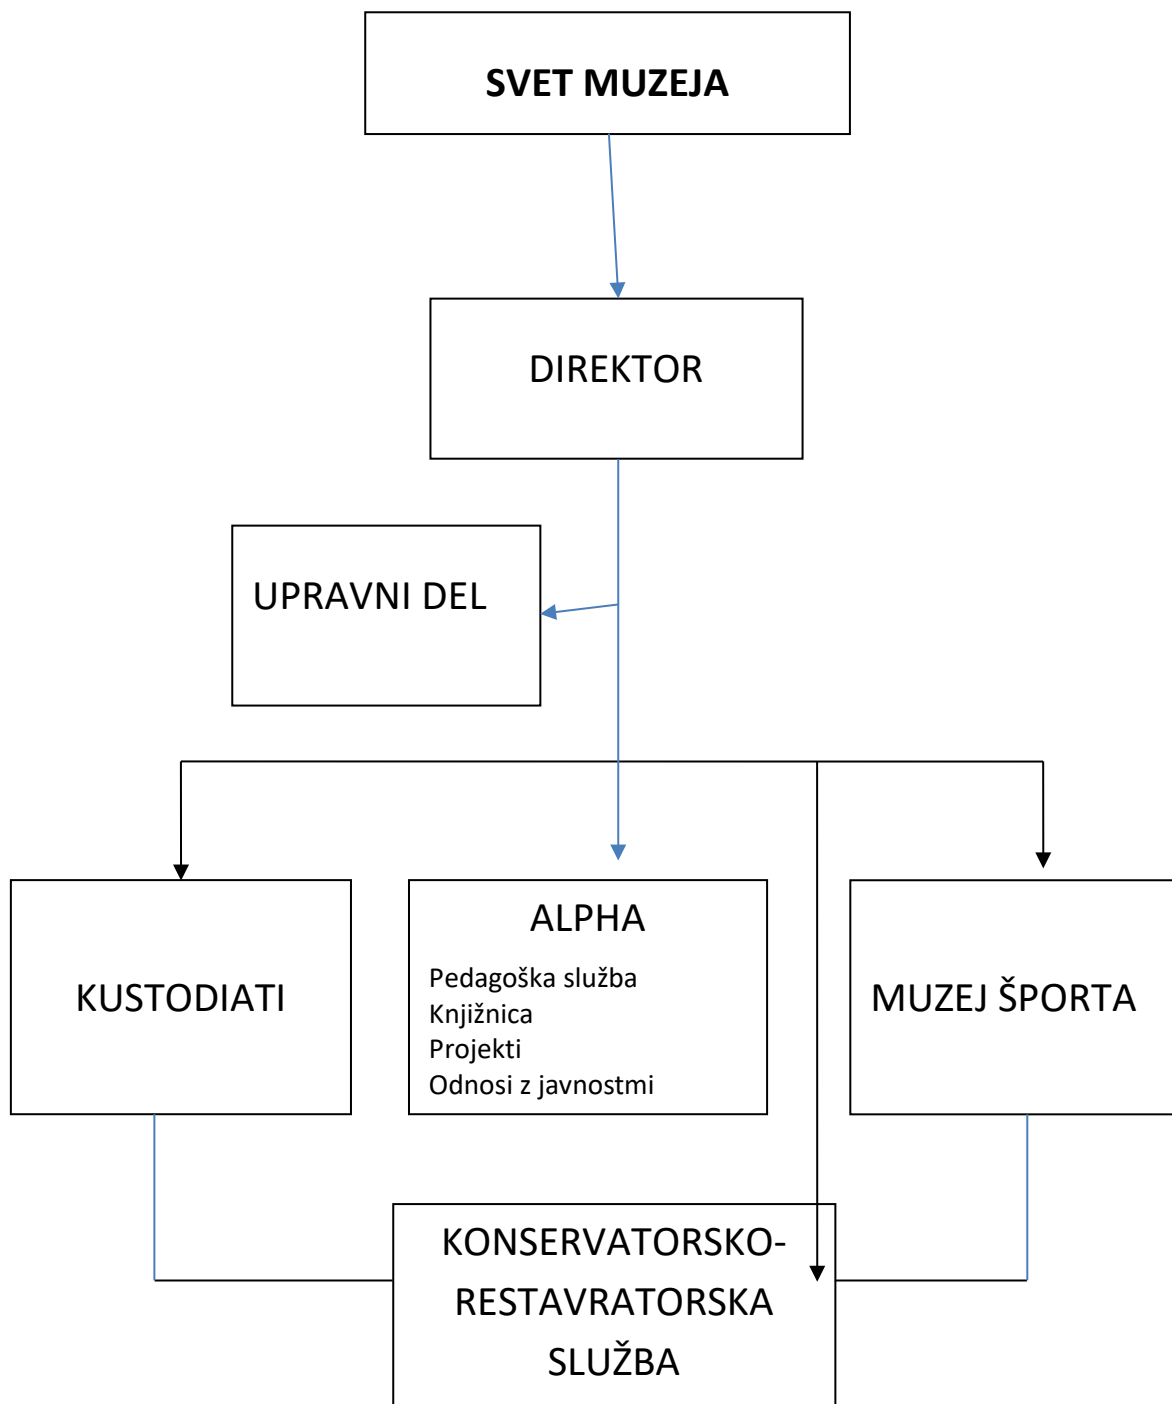 SVET MUZEJA
DIREKTOR
UPRAVNI DEL
KUSTODIATI
ALPHA
Pedagoška služba
Knjižnica
Projekti
Odnosi z javnostmi
MUZEJ ŠPORTA
KONSERVATORSKO-
RESTAVRATORSKA
SLUŽBA